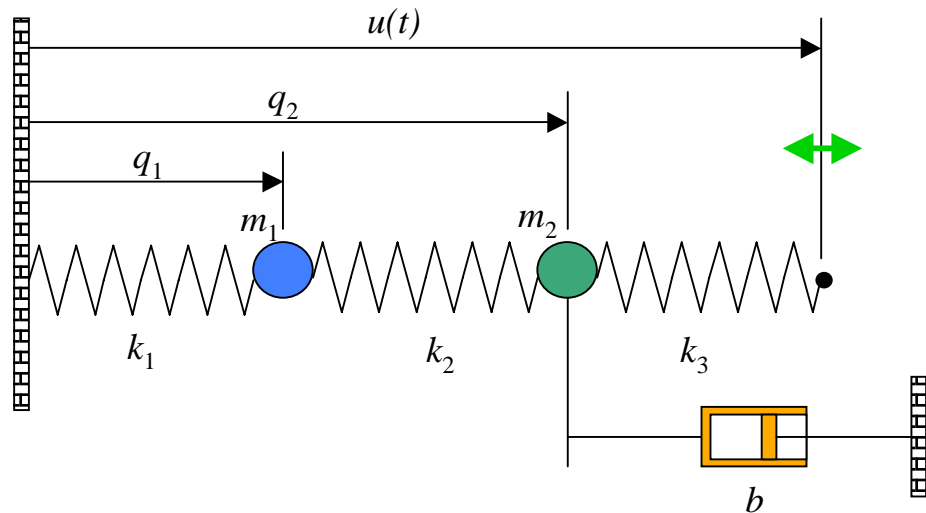 u(t)
q₂
q₁
m₁ m₂
k₁ k₂ k₃
b